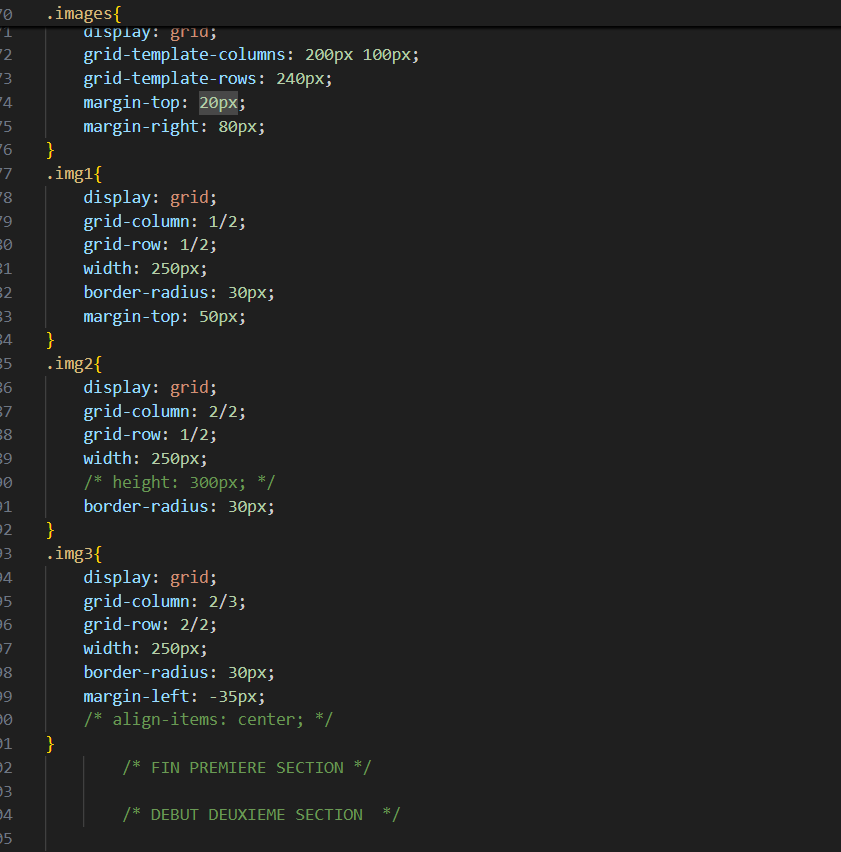 70 .images{
71 display: grid;
72 grid-template-columns: 200px 100px;
73 grid-template-rows: 240px;
74 margin-top: 20px;
75 margin-right: 80px;
76 }
77 .img1{
78 display: grid;
79 grid-column: 1/2;
80 grid-row: 1/2;
81 width: 250px;
82 border-radius: 30px;
83 margin-top: 50px;
84 }
85 .img2{
86 display: grid;
87 grid-column: 2/2;
88 grid-row: 1/2;
89 width: 250px;
90 /* height: 300px; */
91 border-radius: 30px;
92 }
93 .img3{
94 display: grid;
95 grid-column: 2/3;
96 grid-row: 2/2;
97 width: 250px;
98 border-radius: 30px;
99 margin-left: -35px;
00 /* align-items: center; */
01 }
02 /* FIN PREMIERE SECTION */
03
04 /* DEBUT DEUXIEME SECTION  */
05